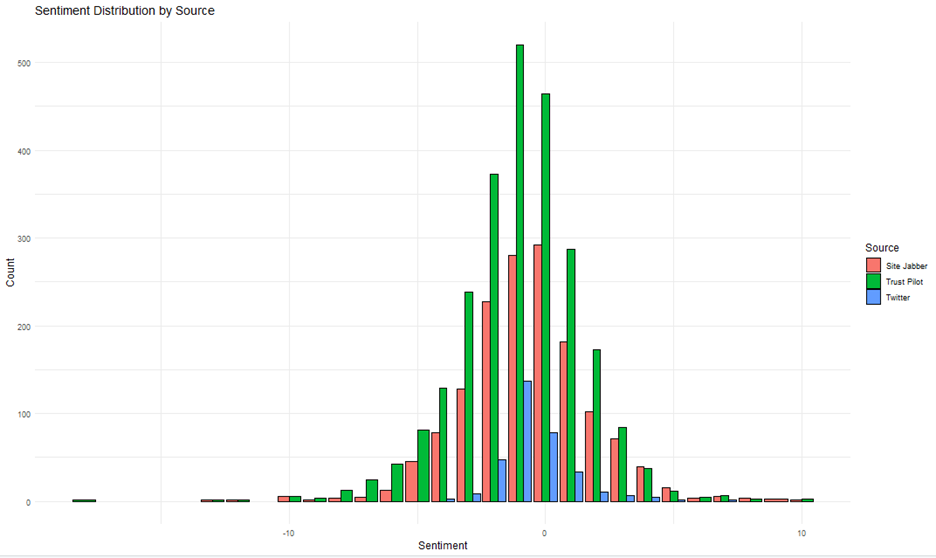 Sentiment Distribution by Source
500
400
300
200
100
0
Count
-10
0
10
Sentiment
Source
Site Jabber
Trust Pilot
Twitter